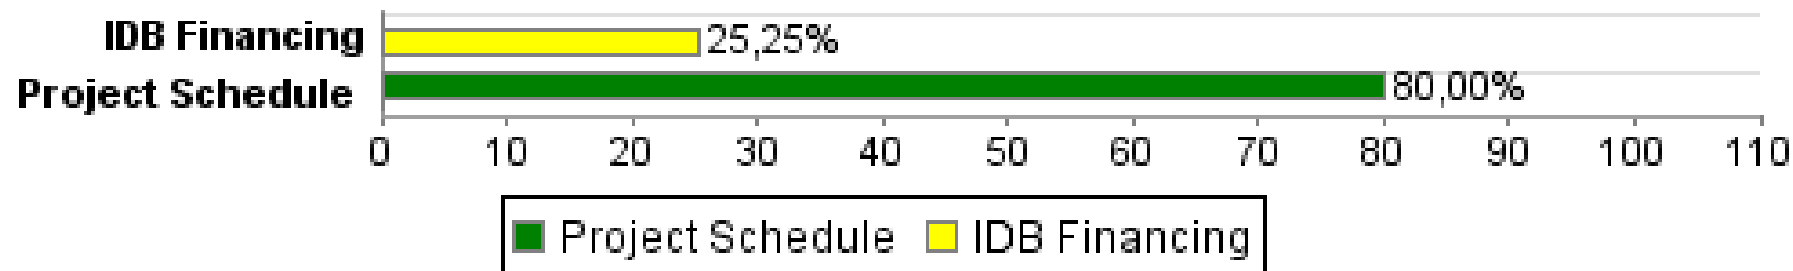 IDB Financing
25,25%
Project Schedule
80,00%
0 10 20 30 40 50 60 70 80 90 100 110
Project Schedule IDB Financing